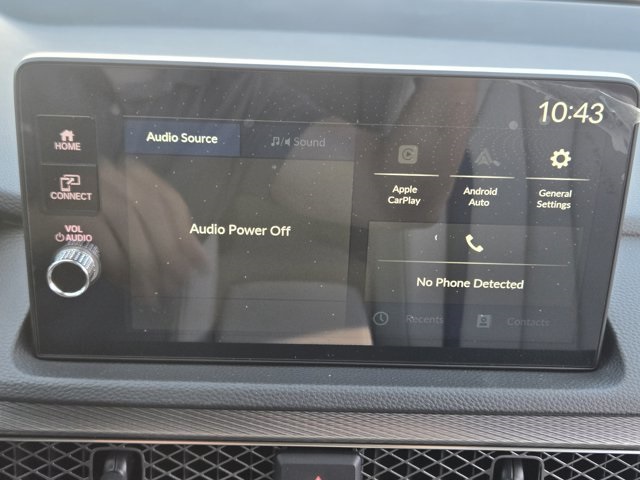 10:43
HOME
Audio Source
Sound
CONNECT
Apple
CarPlay
Android
Auto
General
Settings
VOL
AUDIO
Audio Power Off
No Phone Detected
Recents
Contacts